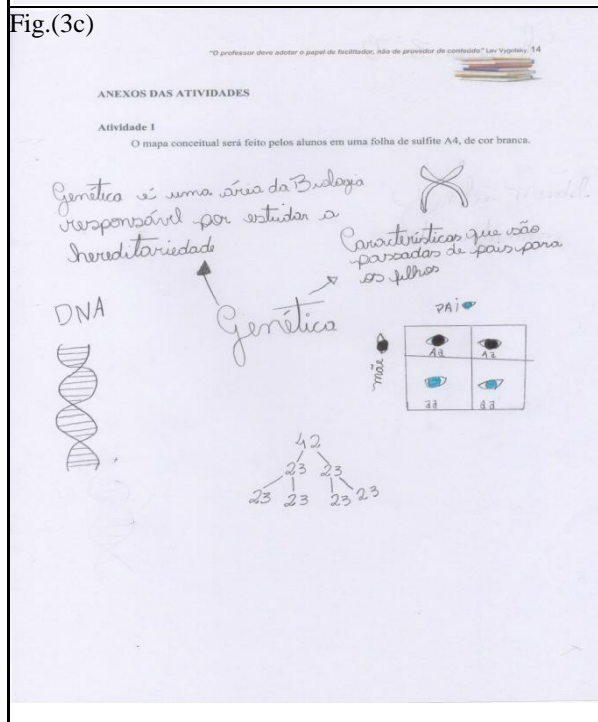 Fig.(3c)
"O professor deve adotar o papel de facilitador, não de provedor de conteúdo" Lev Vygotsky. 14
ANEXOS DAS ATIVIDADES
Atividade 1
O mapa conceitual será feito pelos alunos em uma folha de sulfite A4, de cor branca.
Genética é uma área da Biologia
responsável por estudar a
hereditariedade
Características que são
passadas de pais para
os filhos
Genética
DNA
PAi
mãe
Aa Aa
aa aa
42
23 23
23 23 23 23